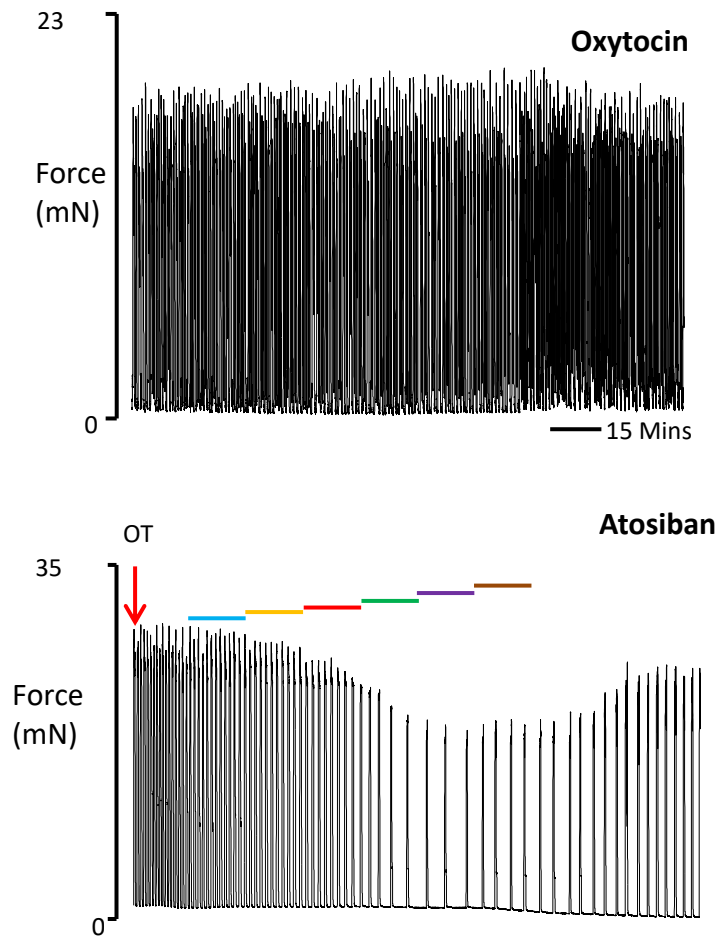 23
Oxytocin
Force
(mN)
0
15 Mins
OT
Atosiban
35
Force
(mN)
0